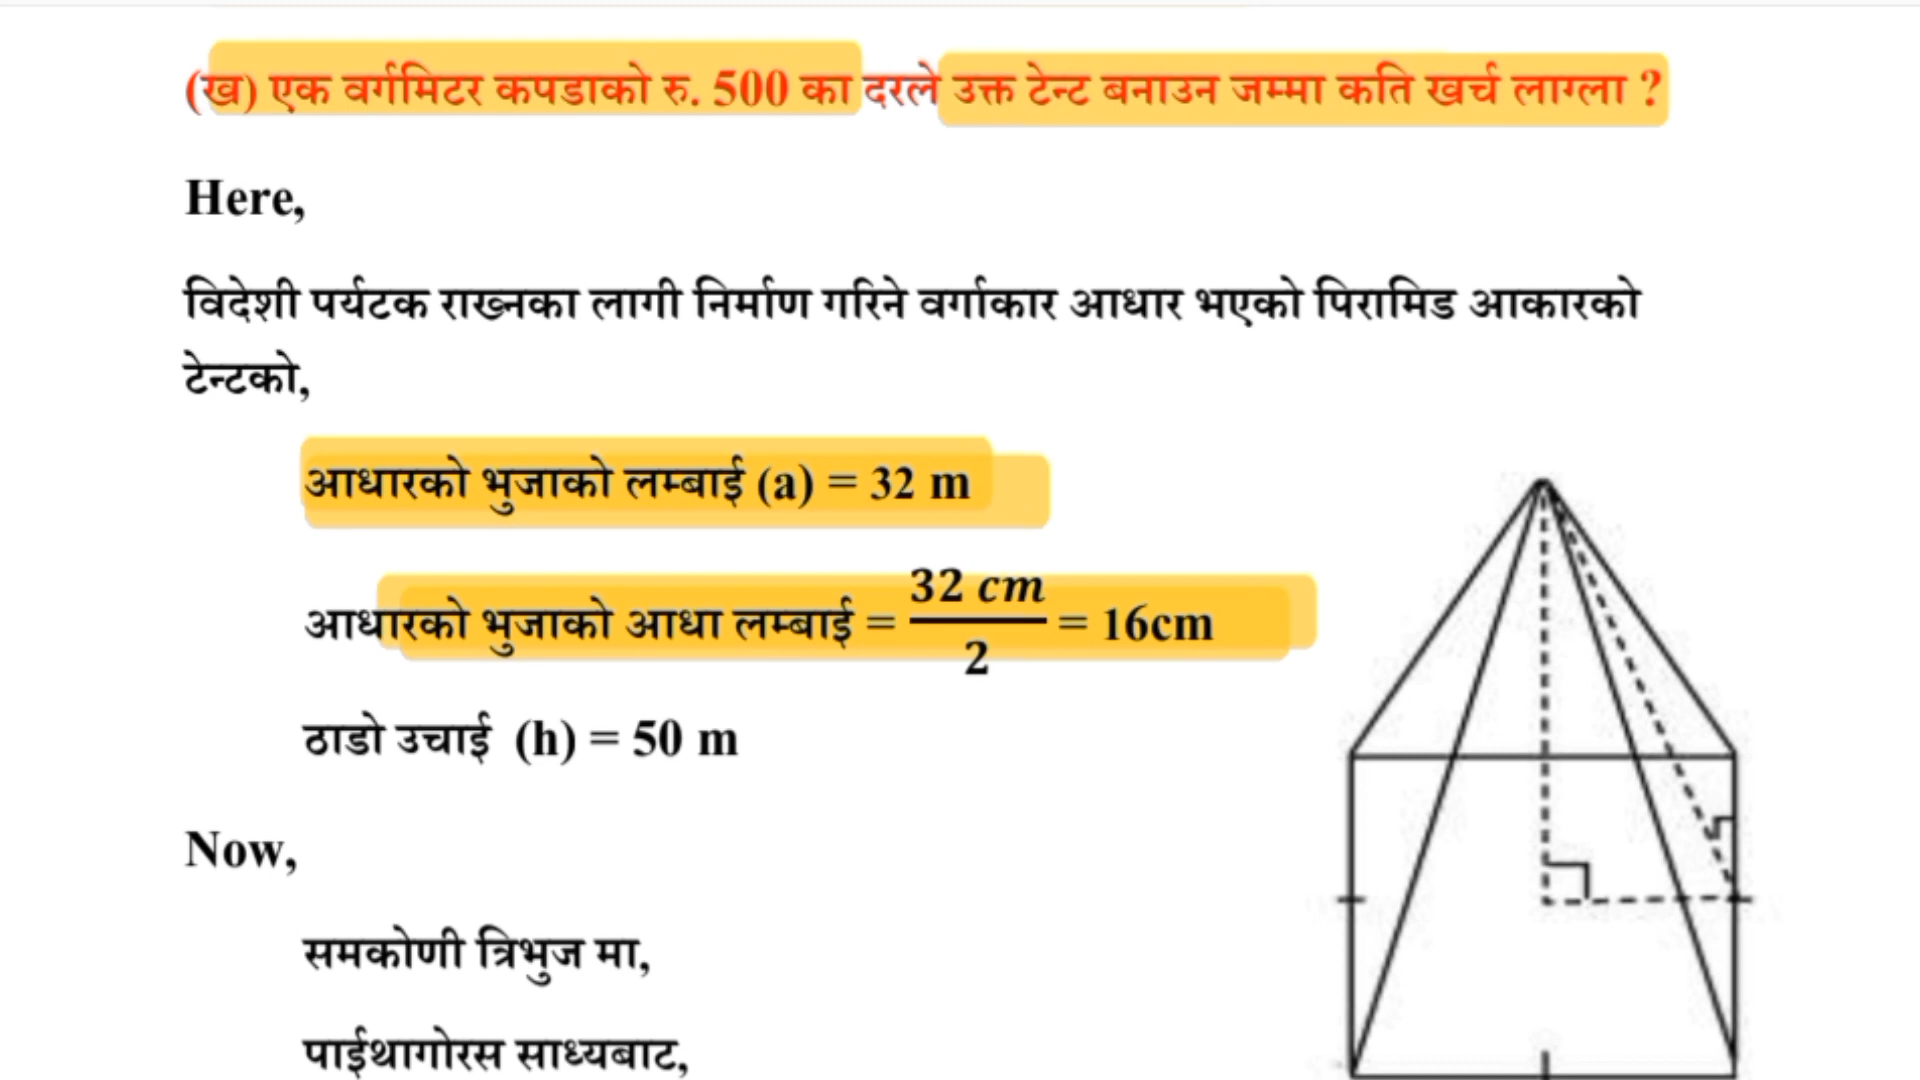 (ख) एक वर्गमिटर कपडाको रु. 500 का दरले उक्त टेन्ट बनाउन जम्मा कति खर्च लाग्ला ?
Here,
विदेशी पर्यटक राख्नका लागी निर्माण गरिने वर्गाकार आधार भएको पिरामिड आकारको
टेन्टको,
आधारको भुजाको लम्बाई (a) = 32 m
आधारको भुजाको आधा लम्बाई = 32 cm / 2 = 16cm
ठाडो उचाई (h) = 50 m
Now,
समकोणी त्रिभुज मा,
पाईथागोरस साध्यबाट,